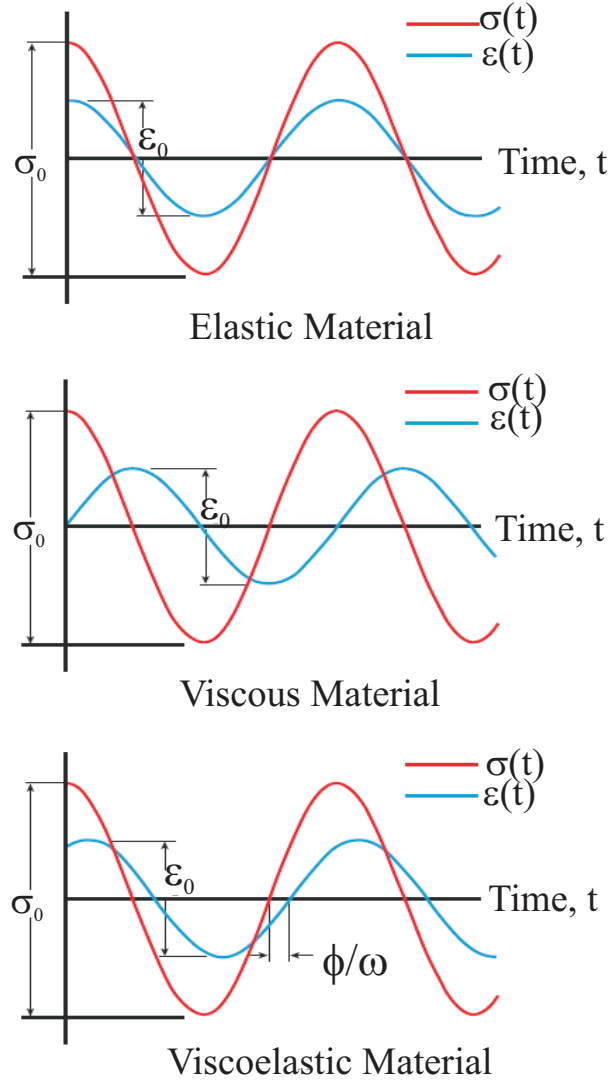 σ(t)
ε(t)
ε₀
σ₀
Time, t
Elastic Material
σ(t)
ε(t)
ε₀
σ₀
Time, t
Viscous Material
σ(t)
ε(t)
ε₀
σ₀
Time, t
ϕ/ω
Viscoelastic Material